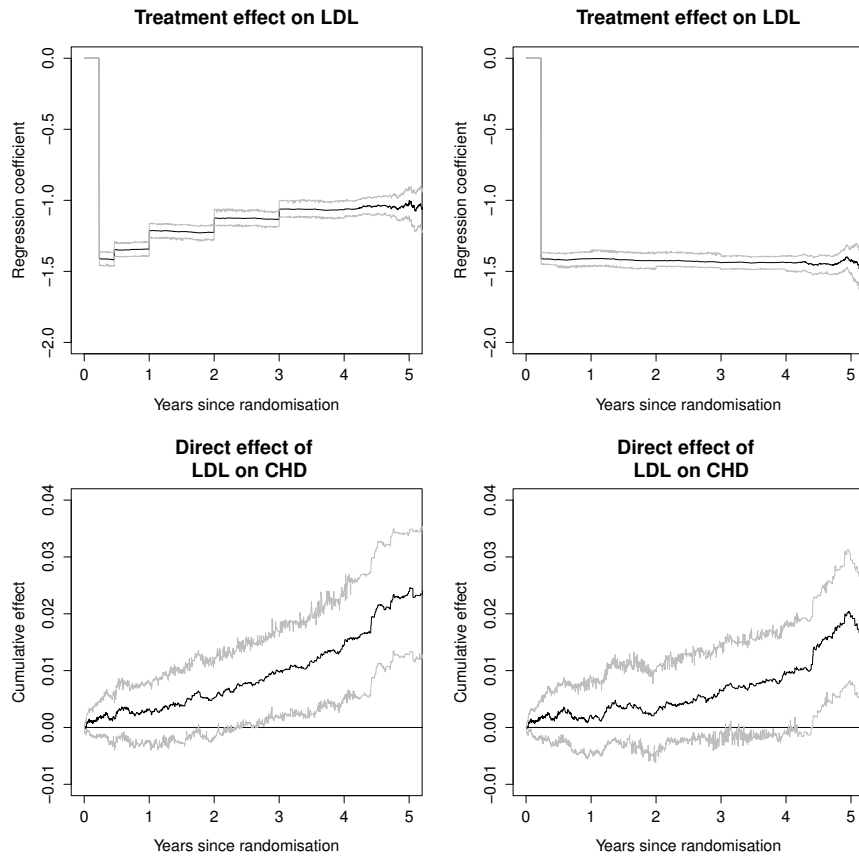 Treatment effect on LDL
Regression coefficient
0.0
−0.5
−1.0
−1.5
−2.0
0 1 2 3 4 5
Years since randomisation
Treatment effect on LDL
Regression coefficient
0.0
−0.5
−1.0
−1.5
−2.0
0 1 2 3 4 5
Years since randomisation
Direct effect of
LDL on CHD
Cumulative effect
0.04
0.03
0.02
0.01
0.00
−0.01
0 1 2 3 4 5
Years since randomisation
Direct effect of
LDL on CHD
Cumulative effect
0.04
0.03
0.02
0.01
0.00
−0.01
0 1 2 3 4 5
Years since randomisation